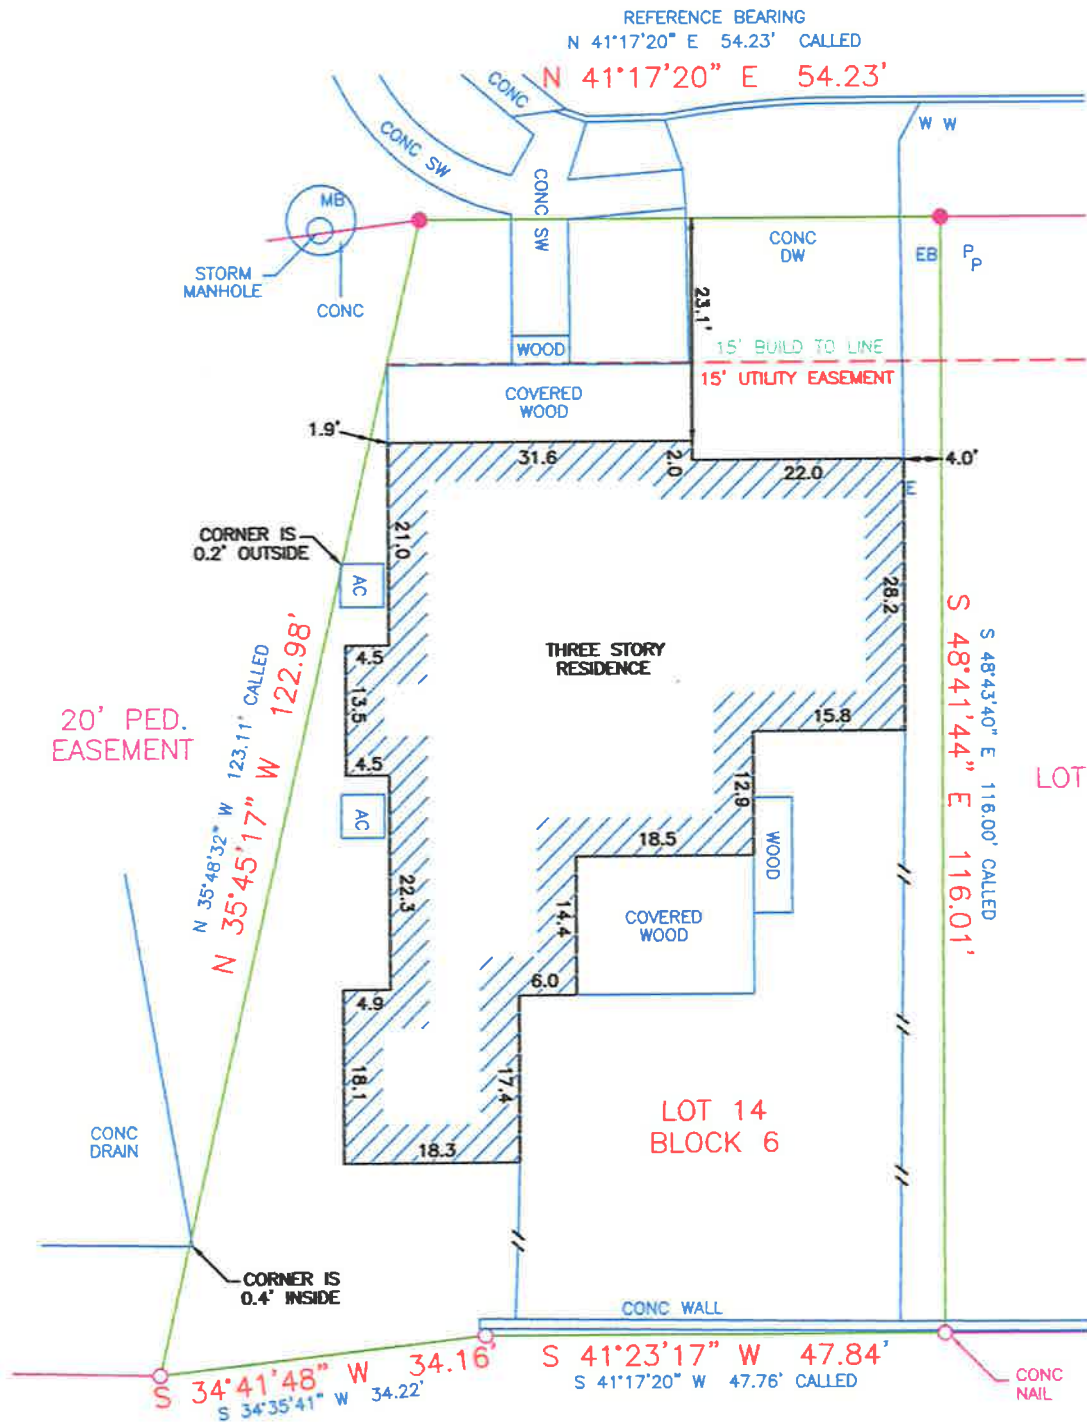 REFERENCE BEARING
N 41°17'20" E 54.23' CALLED
N 41°17'20" E 54.23'
CONC
CONC SW
CONC SW
W W
MB
STORM
MANHOLE
CONC
CONC
DW
EB
PP
23.1'
WOOD
15' BUILD TO LINE
15' UTILITY EASEMENT
COVERED
WOOD
1.9'
31.6
2.0
22.0
4.0'
E
CORNER IS
0.2' OUTSIDE
21.0
AC
28.2
THREE STORY
RESIDENCE
4.5
13.5
4.5
15.8
20' PED.
EASEMENT
N 35°48'32" W 123.11' CALLED
N 35°45'17" W 122.98'
S 48°41'44" E 116.01'
S 48°43'40" E 116.00' CALLED
LOT
AC
12.9
WOOD
18.5
22.3
14.4
COVERED
WOOD
6.0
4.9
18.1
17.4
18.3
LOT 14
BLOCK 6
CONC
DRAIN
CORNER IS
0.4' INSIDE
CONC WALL
S 34°41'48" W 34.16'
S 34°35'41" W 34.22'
S 41°23'17" W 47.84'
S 41°17'20" W 47.76' CALLED
CONC
NAIL